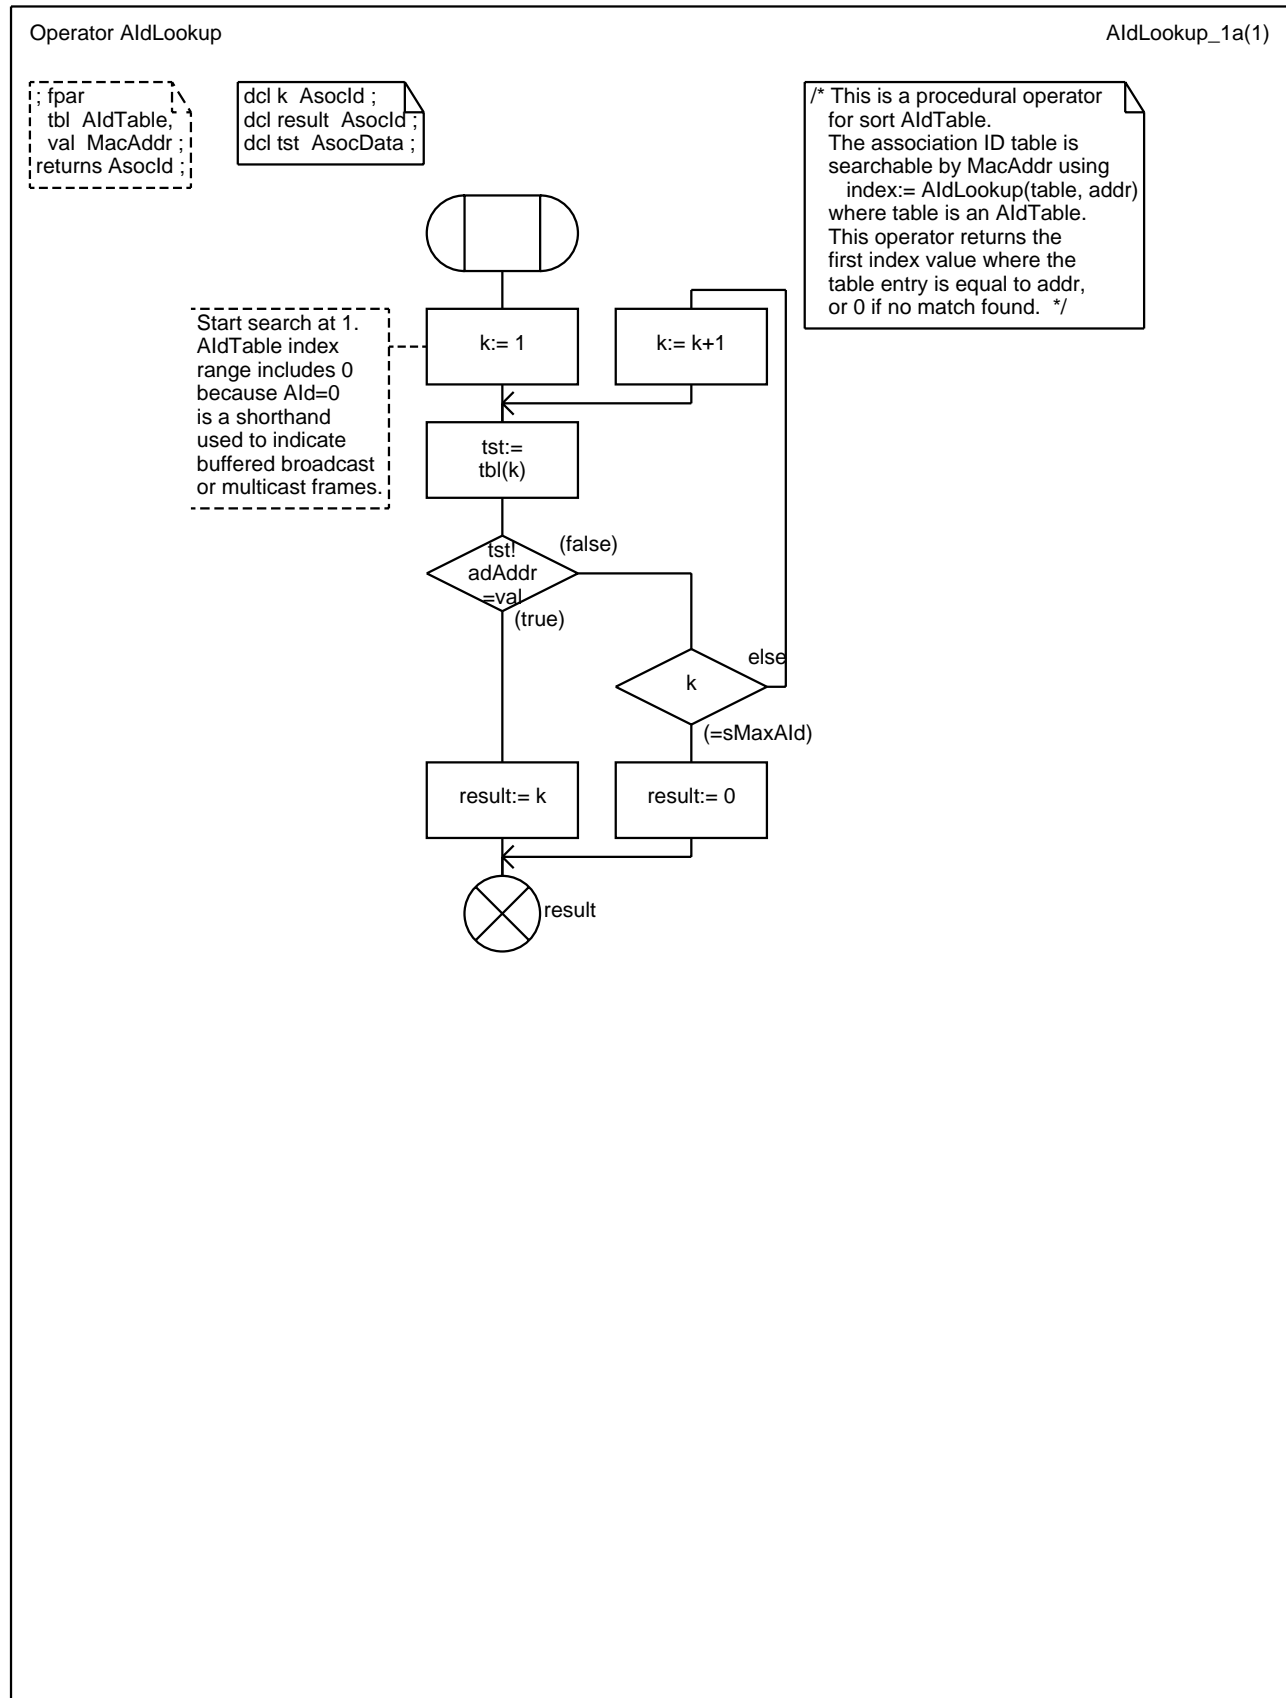 Operator AIdLookup
AIdLookup_1a(1)
; fpar
tbl AIdTable,
val MacAddr ;
returns AsocId ;
dcl k AsocId ;
dcl result AsocId ;
dcl tst AsocData ;
/* This is a procedural operator
for sort AIdTable.
The association ID table is
searchable by MacAddr using
index:= AIdLookup(table, addr)
where table is an AIdTable.
This operator returns the
first index value where the
table entry is equal to addr,
or 0 if no match found. */
Start search at 1.
AIdTable index
range includes 0
because AId=0
is a shorthand
used to indicate
buffered broadcast
or multicast frames.
k:= 1
k:= k+1
tst:=
tbl(k)
tst!
adAddr
=val
(false)
(true)
k
else
(=sMaxAId)
result:= k
result:= 0
result